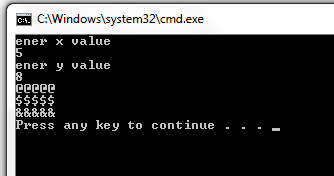 C:\Windows\system32\cmd.exe
ener x value
5
ener y value
8
@@@@@
$$$$$
&&&&&
Press any key to continue . . . _